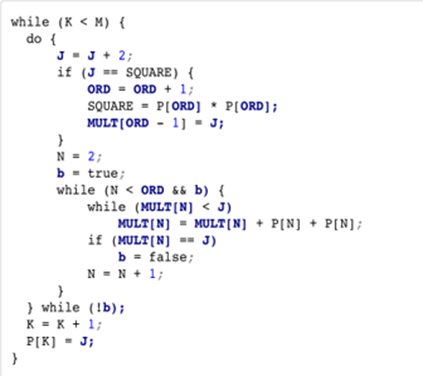 while (K < M) {
do {
J = J + 2;
if (J == SQUARE) {
ORD = ORD + 1;
SQUARE = P[ORD] * P[ORD];
MULT[ORD - 1] = J;
}
N = 2;
b = true;
while (N < ORD && b) {
while (MULT[N] < J)
MULT[N] = MULT[N] + P[N] + P[N];
if (MULT[N] == J)
b = false;
N = N + 1;
}
} while (!b);
K = K + 1;
P[K] = J;
}